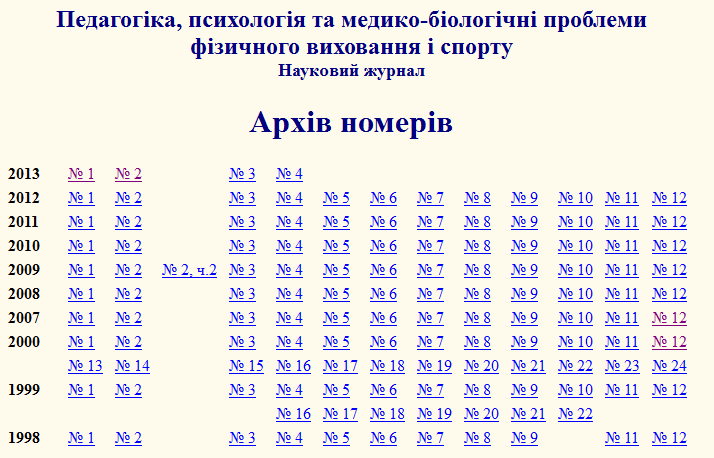 Педагогіка, психологія та медико-біологічні проблеми
фізичного виховання і спорту
Науковий журнал
Архів номерів
2013 № 1 № 2 № 3 № 4
2012 № 1 № 2 № 3 № 4 № 5 № 6 № 7 № 8 № 9 № 10 № 11 № 12
2011 № 1 № 2 № 3 № 4 № 5 № 6 № 7 № 8 № 9 № 10 № 11 № 12
2010 № 1 № 2 № 3 № 4 № 5 № 6 № 7 № 8 № 9 № 10 № 11 № 12
2009 № 1 № 2 № 2, ч.2 № 3 № 4 № 5 № 6 № 7 № 8 № 9 № 10 № 11 № 12
2008 № 1 № 2 № 3 № 4 № 5 № 6 № 7 № 8 № 9 № 10 № 11 № 12
2007 № 1 № 2 № 3 № 4 № 5 № 6 № 7 № 8 № 9 № 10 № 11 № 12
2000 № 1 № 2 № 3 № 4 № 5 № 6 № 7 № 8 № 9 № 10 № 11 № 12
№ 13 № 14 № 15 № 16 № 17 № 18 № 19 № 20 № 21 № 22 № 23 № 24
1999 № 1 № 2 № 3 № 4 № 5 № 6 № 7 № 8 № 9 № 10 № 11 № 12
№ 16 № 17 № 18 № 19 № 20 № 21 № 22
1998 № 1 № 2 № 3 № 4 № 5 № 6 № 7 № 8 № 9 № 11 № 12